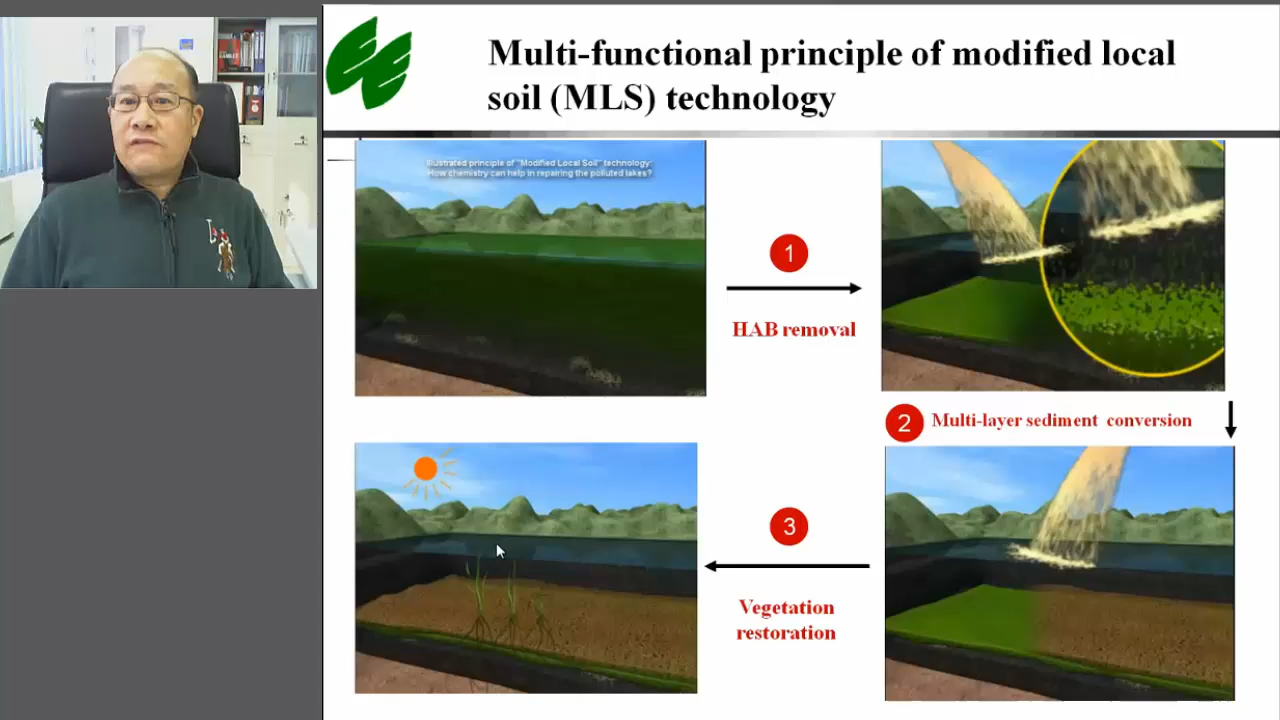 Multi-functional principle of modified local
soil (MLS) technology
Illustrated principle of "Modified Local Soil" technology:
How chemistry can help in repairing the polluted lakes?
1
HAB removal
2 Multi-layer sediment conversion
3
Vegetation
restoration